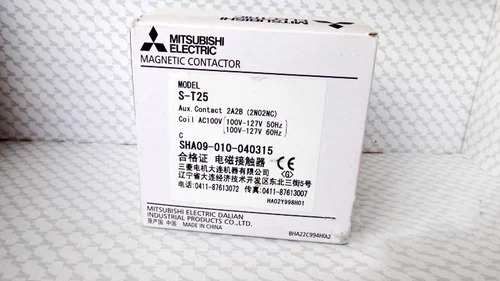 MITSUBISHI
ELECTRIC
MAGNETIC CONTACTOR
MODEL
S-T25
Aux. Contact 2A2B (2NO2NC)
Coil AC100V [100V-127V 50Hz]
[100V-127V 60Hz]
C
SHA09-010-040315
合格证 电磁接触器
三菱电机大连机器有限公司
辽宁省大连经济技术开发区东北三街5号
电话:0411-87613072 传真:0411-87613007
G
HA02Y998H01
MITSUBISHI ELECTRIC DALIAN
INDUSTRIAL PRODUCTS CO.,LTD.
原产国 中国 MADE IN CHINA
BHA22C994H0A2